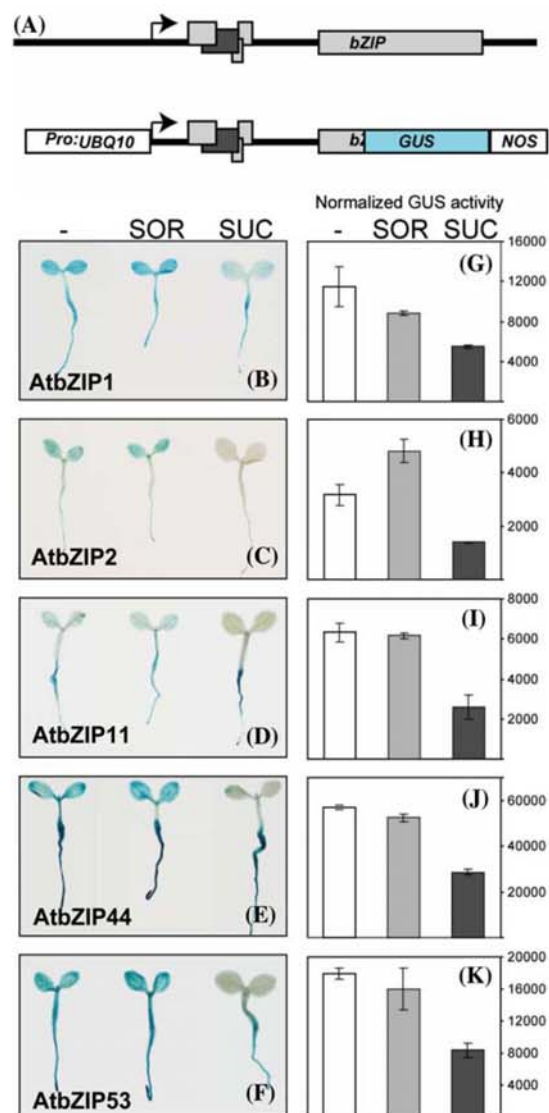 (A)
bZIP
Pro:UBQ10
bZ
GUS
NOS
Normalized GUS activity
- SOR SUC
- SOR SUC
AtbZIP1
(B)
(G)
16000
12000
8000
4000
AtbZIP2
(C)
(H)
6000
4000
2000
AtbZIP11
(D)
(I)
8000
6000
4000
2000
AtbZIP44
(E)
(J)
60000
40000
20000
AtbZIP53
(F)
(K)
20000
16000
12000
8000
4000